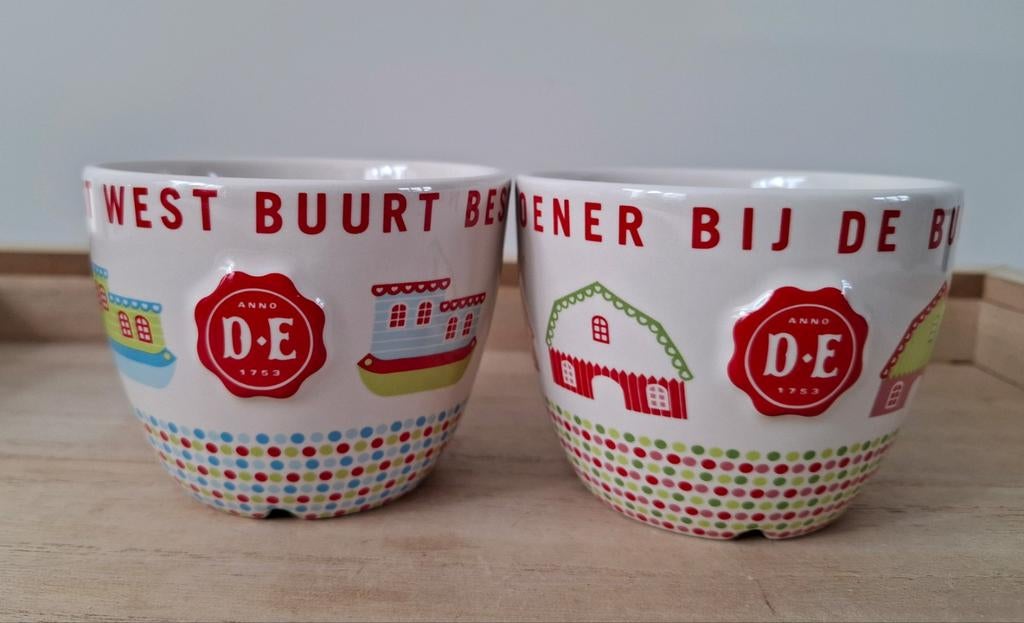 WEST BUURT
ANNO
D·E
1753
BIJ DE
ANNO
D·E
1753